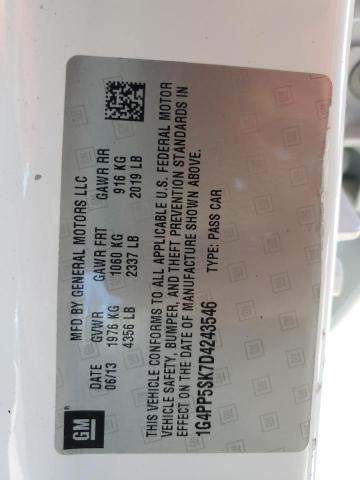 GM
MFD BY GENERAL MOTORS LLC
DATE GVWR GAWR FRT GAWR RR
06/13 1976 KG 1060 KG 916 KG
4356 LB 2337 LB 2019 LB
THIS VEHICLE CONFORMS TO ALL APPLICABLE U.S. FEDERAL MOTOR
VEHICLE SAFETY, BUMPER, AND THEFT PREVENTION STANDARDS IN
EFFECT ON THE DATE OF MANUFACTURE SHOWN ABOVE.
1G4PP5SK7D4243546 TYPE: PASS CAR